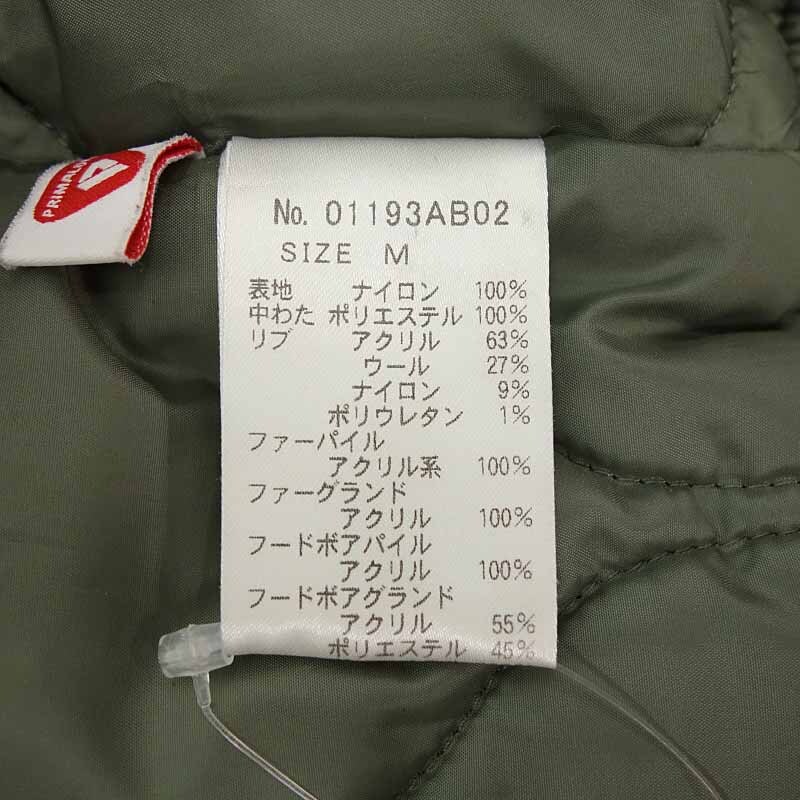 PRIMALO
No. 01193AB02
SIZE M
表地 ナイロン 100%
中わた ポリエステル 100%
リブ アクリル 63%
ウール 27%
ナイロン 9%
ポリウレタン 1%
ファーパイル
アクリル系 100%
ファーグランド
アクリル 100%
フードボアパイル
アクリル 100%
フードボアグランド
アクリル 55%
ポリエステル 45%